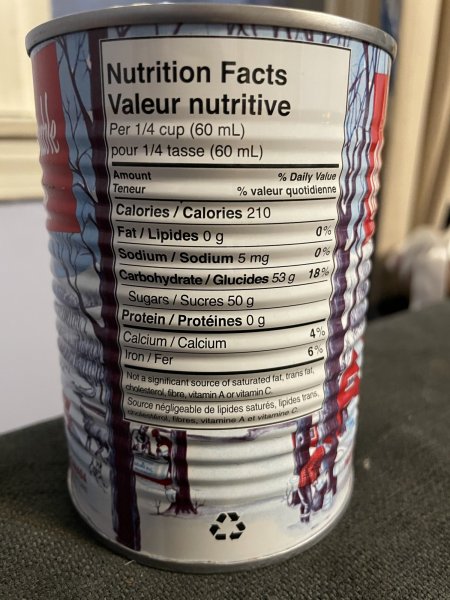 ble
Nutrition Facts
Valeur nutritive
Per 1/4 cup (60 mL)
pour 1/4 tasse (60 mL)
Amount % Daily Value
Teneur % valeur quotidienne
Calories / Calories 210
Fat / Lipides 0 g 0%
Sodium / Sodium 5 mg 0%
Carbohydrate / Glucides 53 g 18%
Sugars / Sucres 50 g
Protein / Protéines 0 g
Calcium / Calcium 4%
Iron / Fer 6%
Not a significant source of saturated fat, trans fat,
cholesterol, fibre, vitamin A or vitamin C.
Source négligeable de lipides saturés, lipides trans,
cholestérol, fibres, vitamine A et vitamine C.